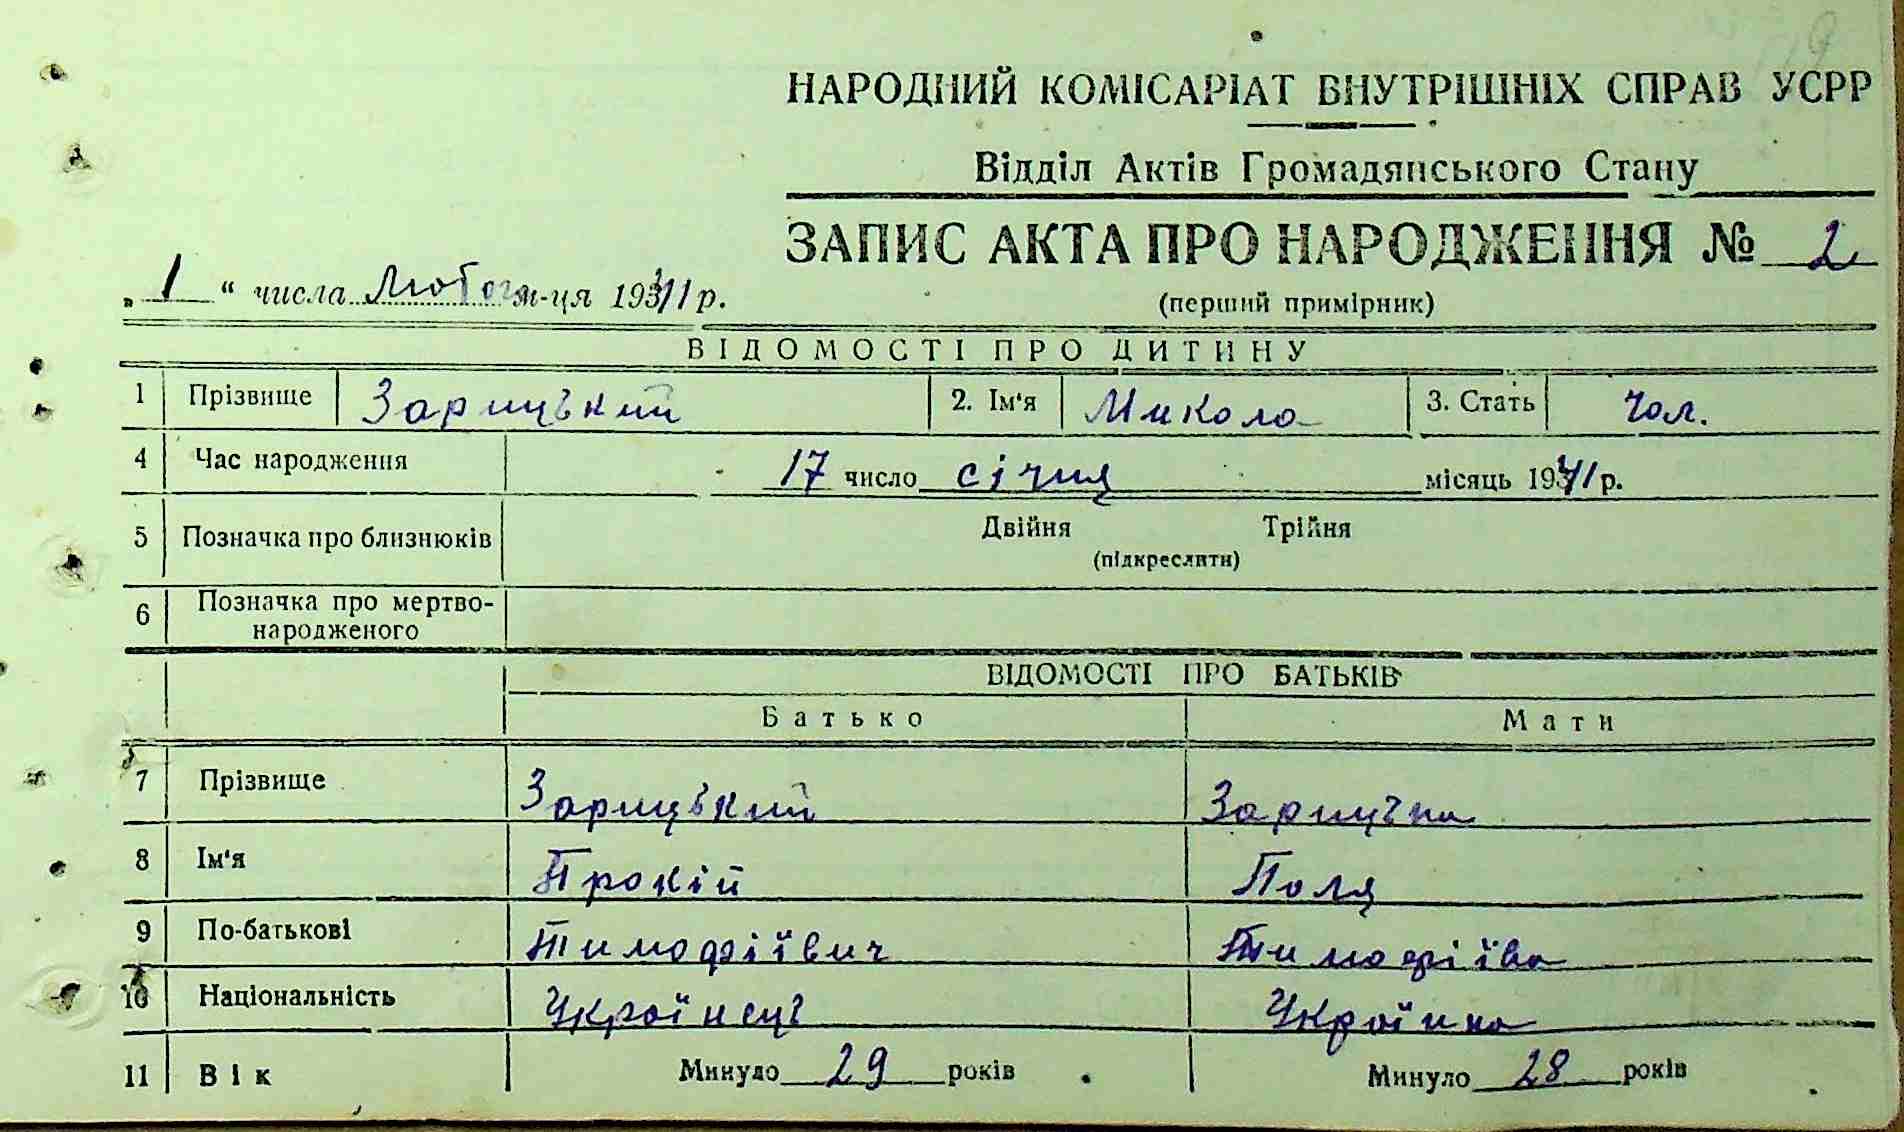 НАРОДНИЙ КОМІСАРІАТ ВНУТРІШНІХ СПРАВ УСРР
Відділ Актів Громадянського Стану
ЗАПИС АКТА ПРО НАРОДЖЕННЯ № 2
„ 1 “ числа Лютого м-ця 1941 р.
(перший примірник)
ВІДОМОСТІ ПРО ДИТИНУ
1 Прізвище Зарицький 2. Ім'я Микола 3. Стать Чол.
4 Час народження 17 число січня місяць 1941 р.
5 Позначка про близнюків Двійня Трійня
(підкреслити)
6 Позначка про мертво-
народженого
ВІДОМОСТІ ПРО БАТЬКІВ
Батько Мати
7 Прізвище Зарицький Зарицька
8 Ім'я Прокій Поля
9 По-батькові Тимофіївич Тимофіїва
10 Національність Українець Українка
11 Вік Минуло 29 років Минуло 28 років